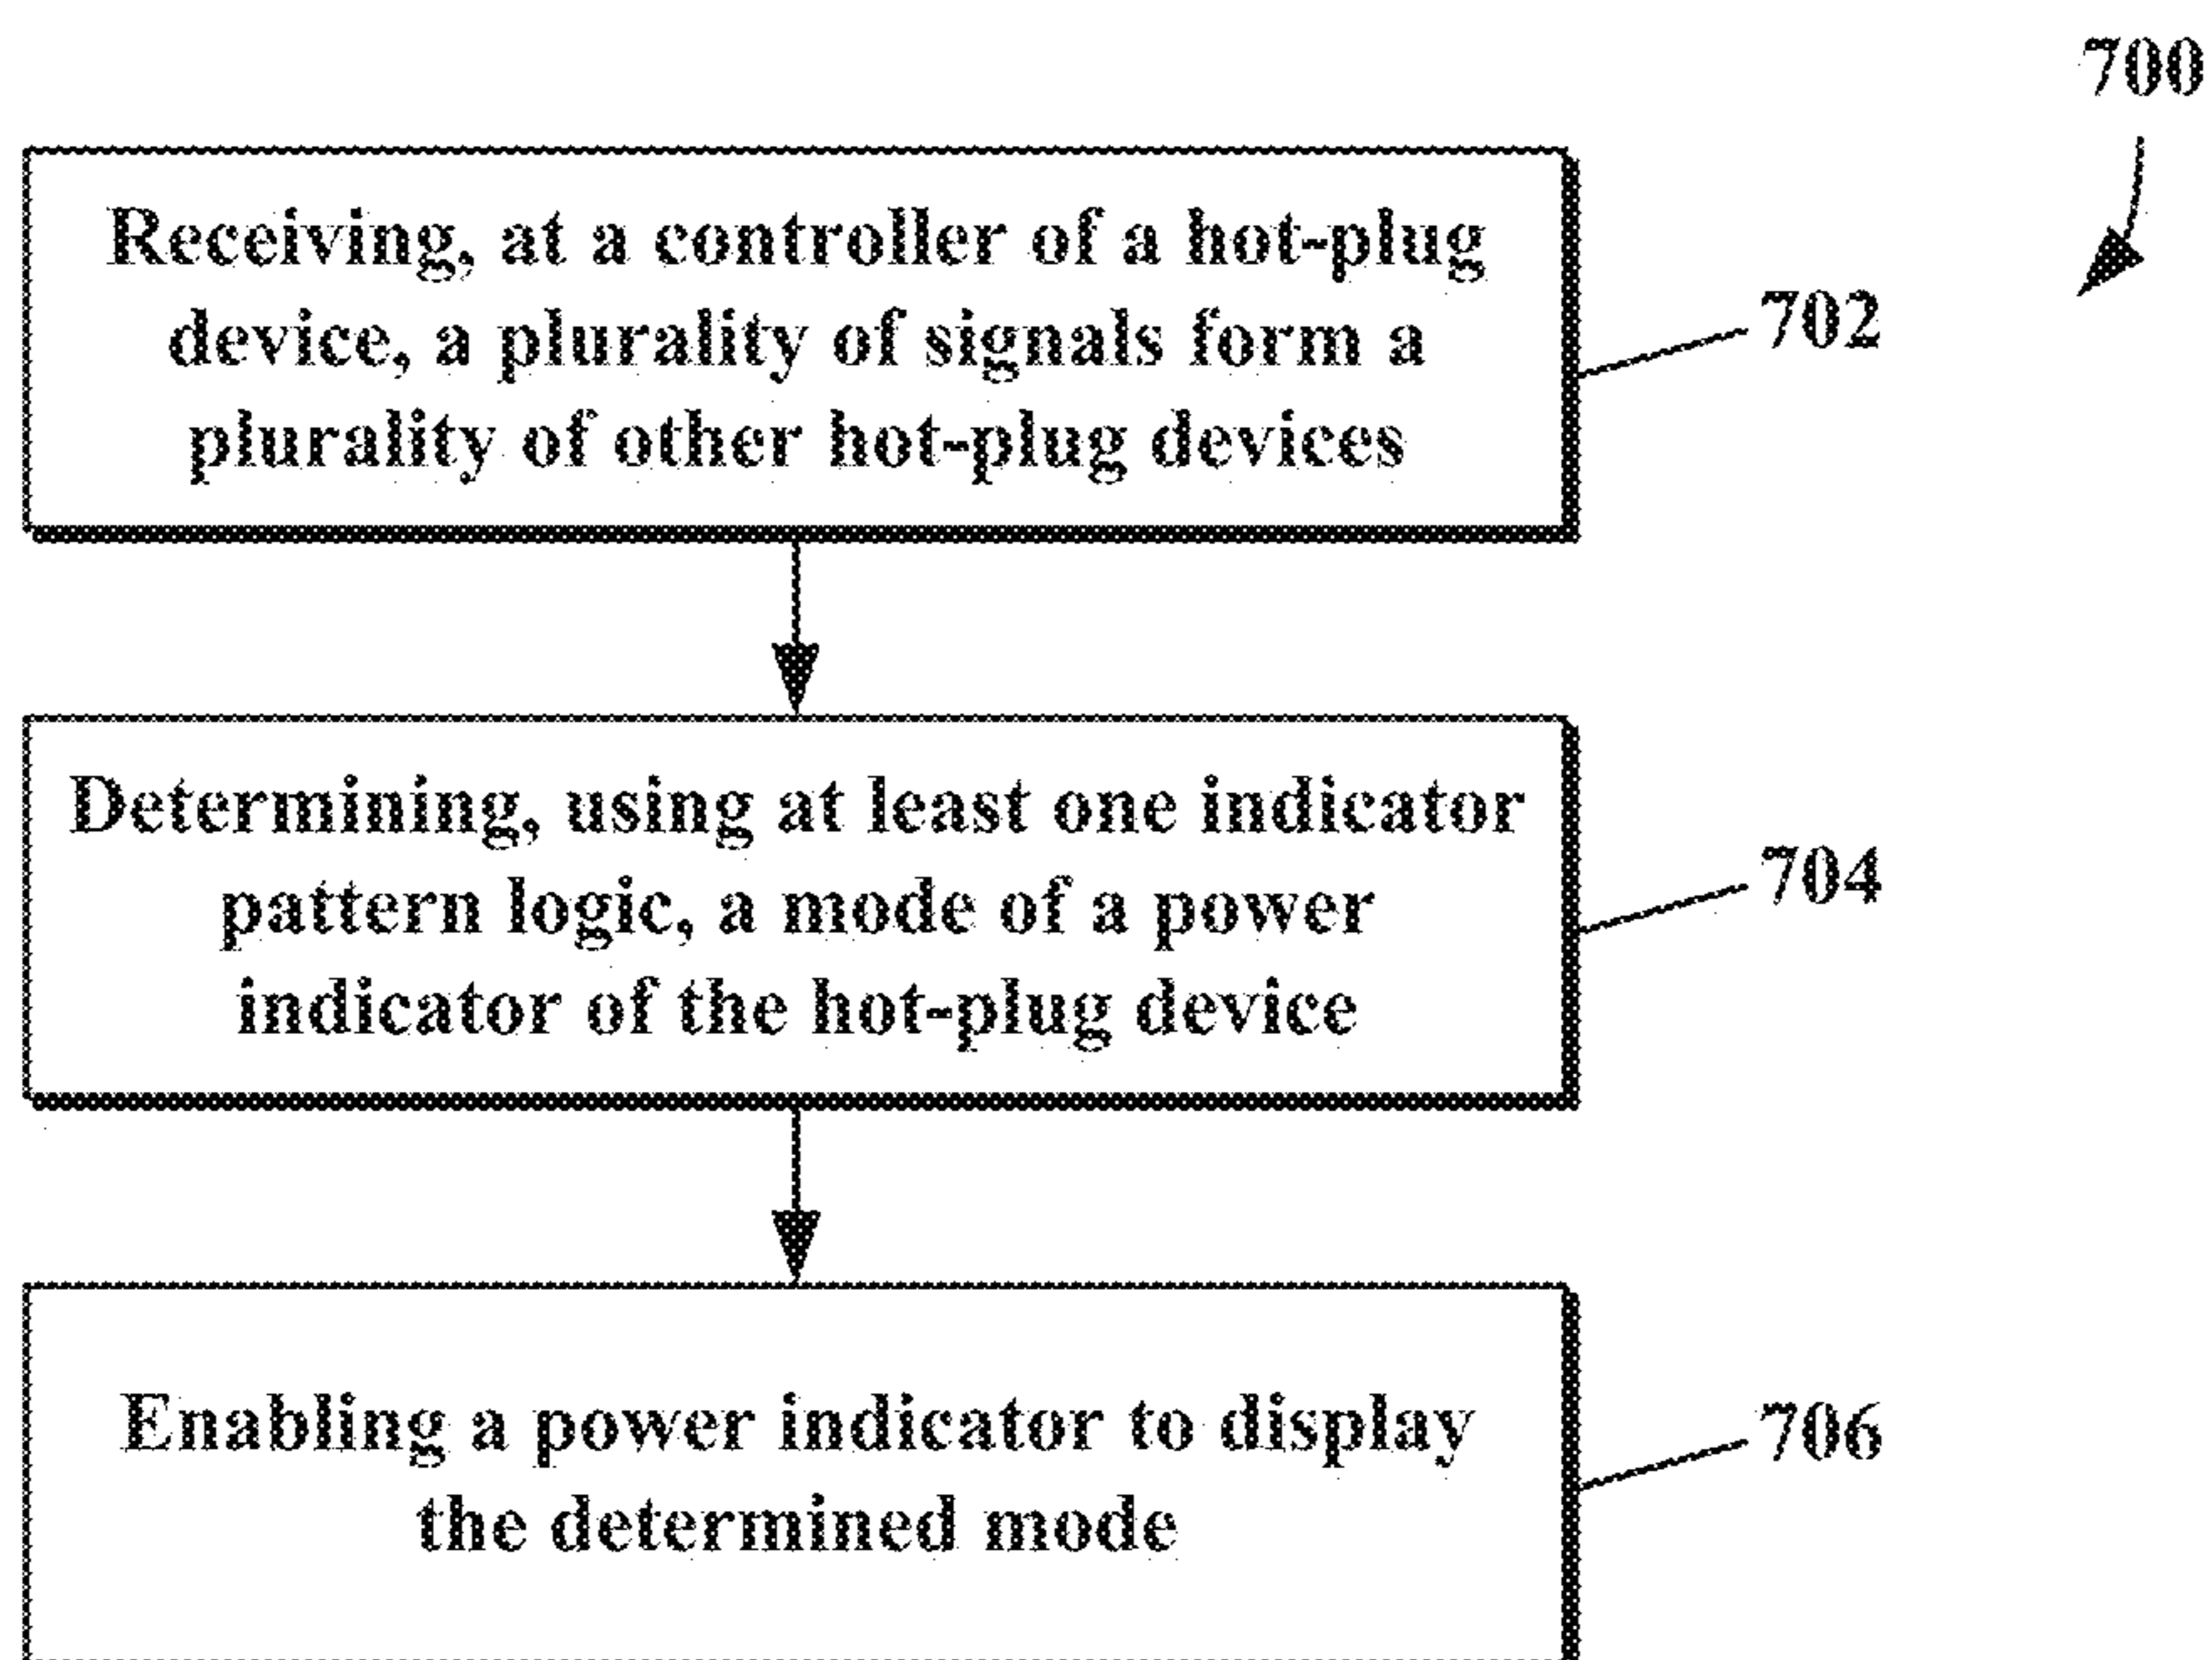 700
Receiving, at a controller of a hot-plug
device, a plurality of signals form a
plurality of other hot-plug devices
702
Determining, using at least one indicator
pattern logic, a mode of a power
indicator of the hot-plug device
704
Enabling a power indicator to display
the determined mode
706